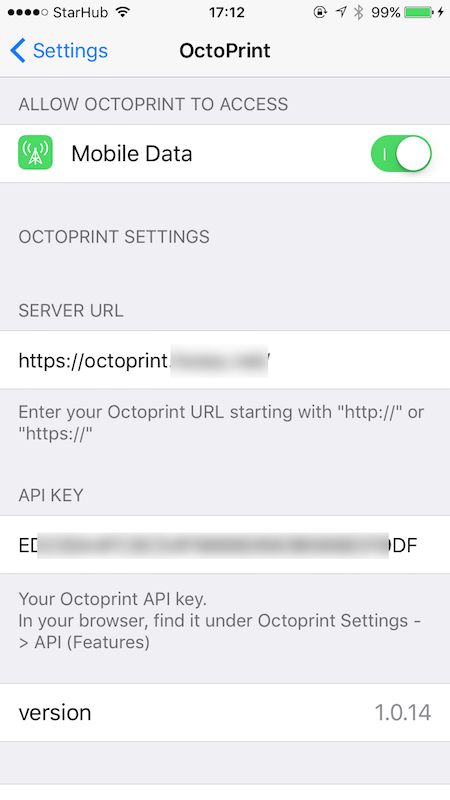 StarHub 17:12 99%
Settings OctoPrint
ALLOW OCTOPRINT TO ACCESS
Mobile Data
OCTOPRINT SETTINGS
SERVER URL
https://octoprint.
Enter your Octoprint URL starting with "http://" or
"https://"
API KEY
ED DF
Your Octoprint API key.
In your browser, find it under Octoprint Settings -
> API (Features)
version 1.0.14